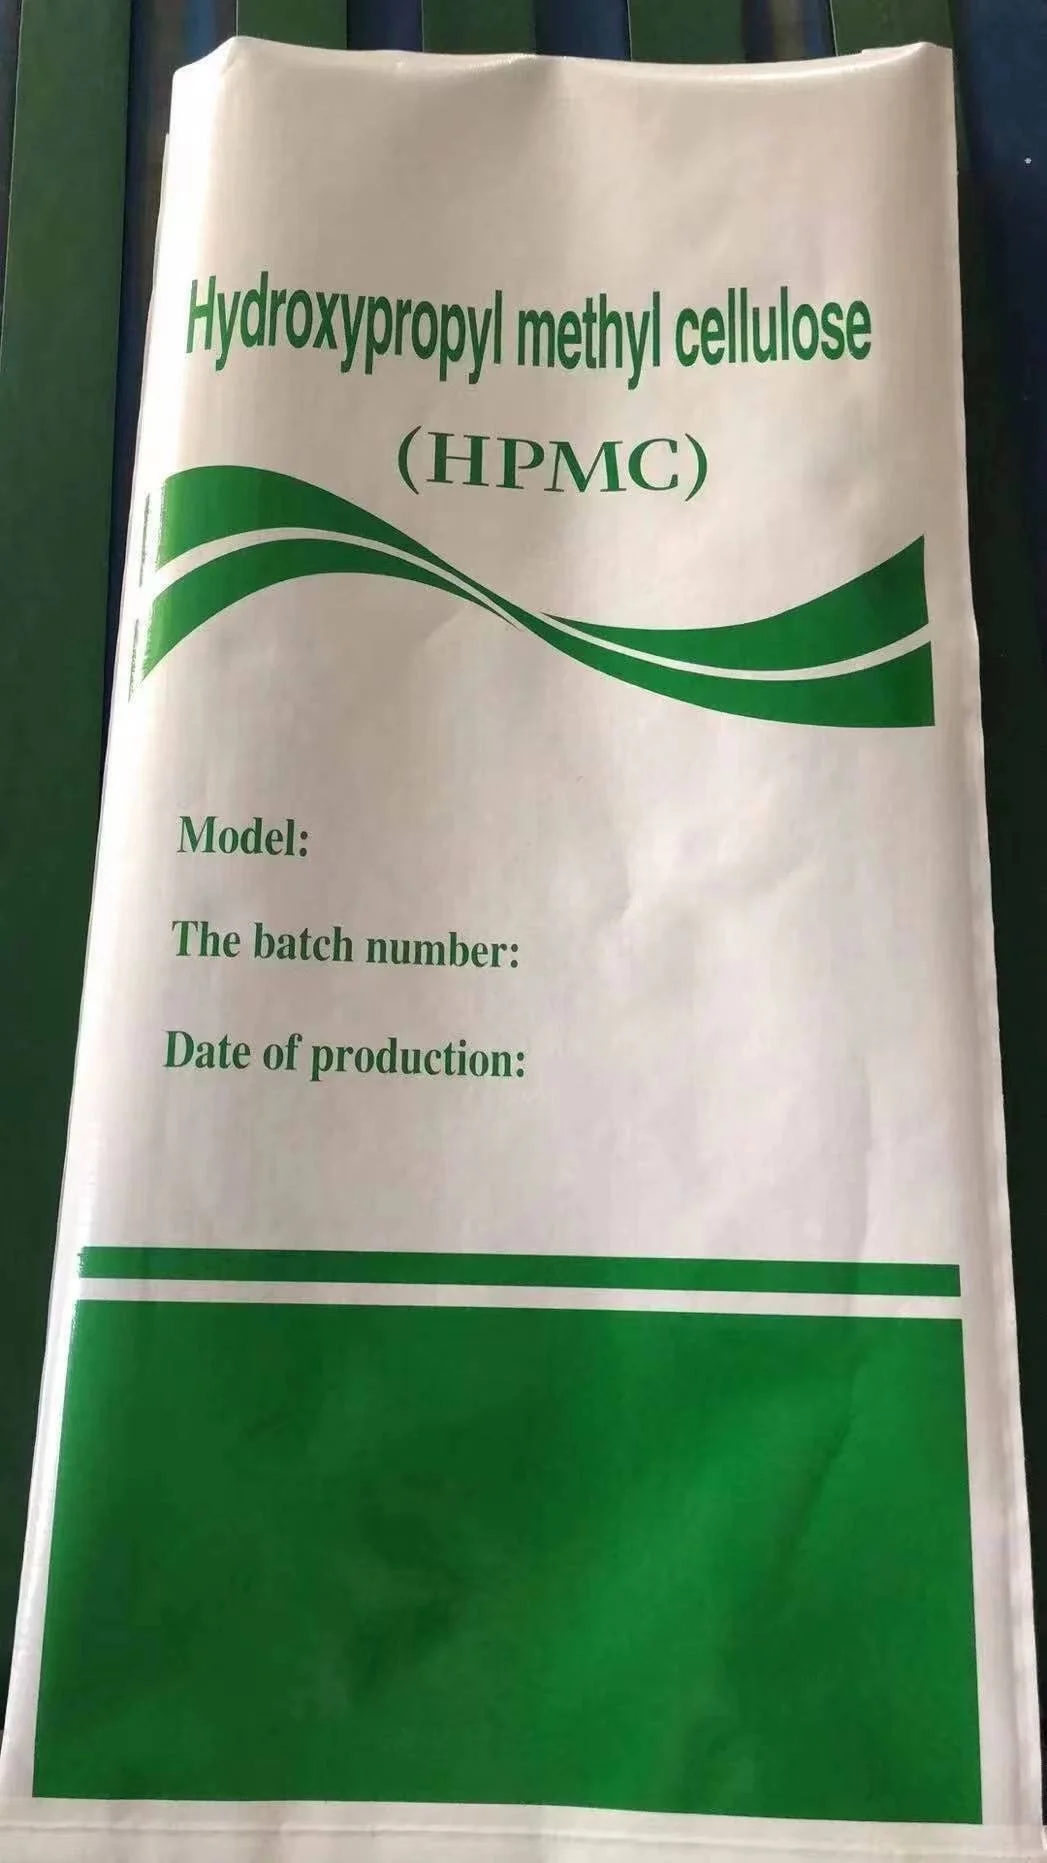 Hydroxypropyl methyl cellulose
(HPMC)
Model:
The batch number:
Date of production: